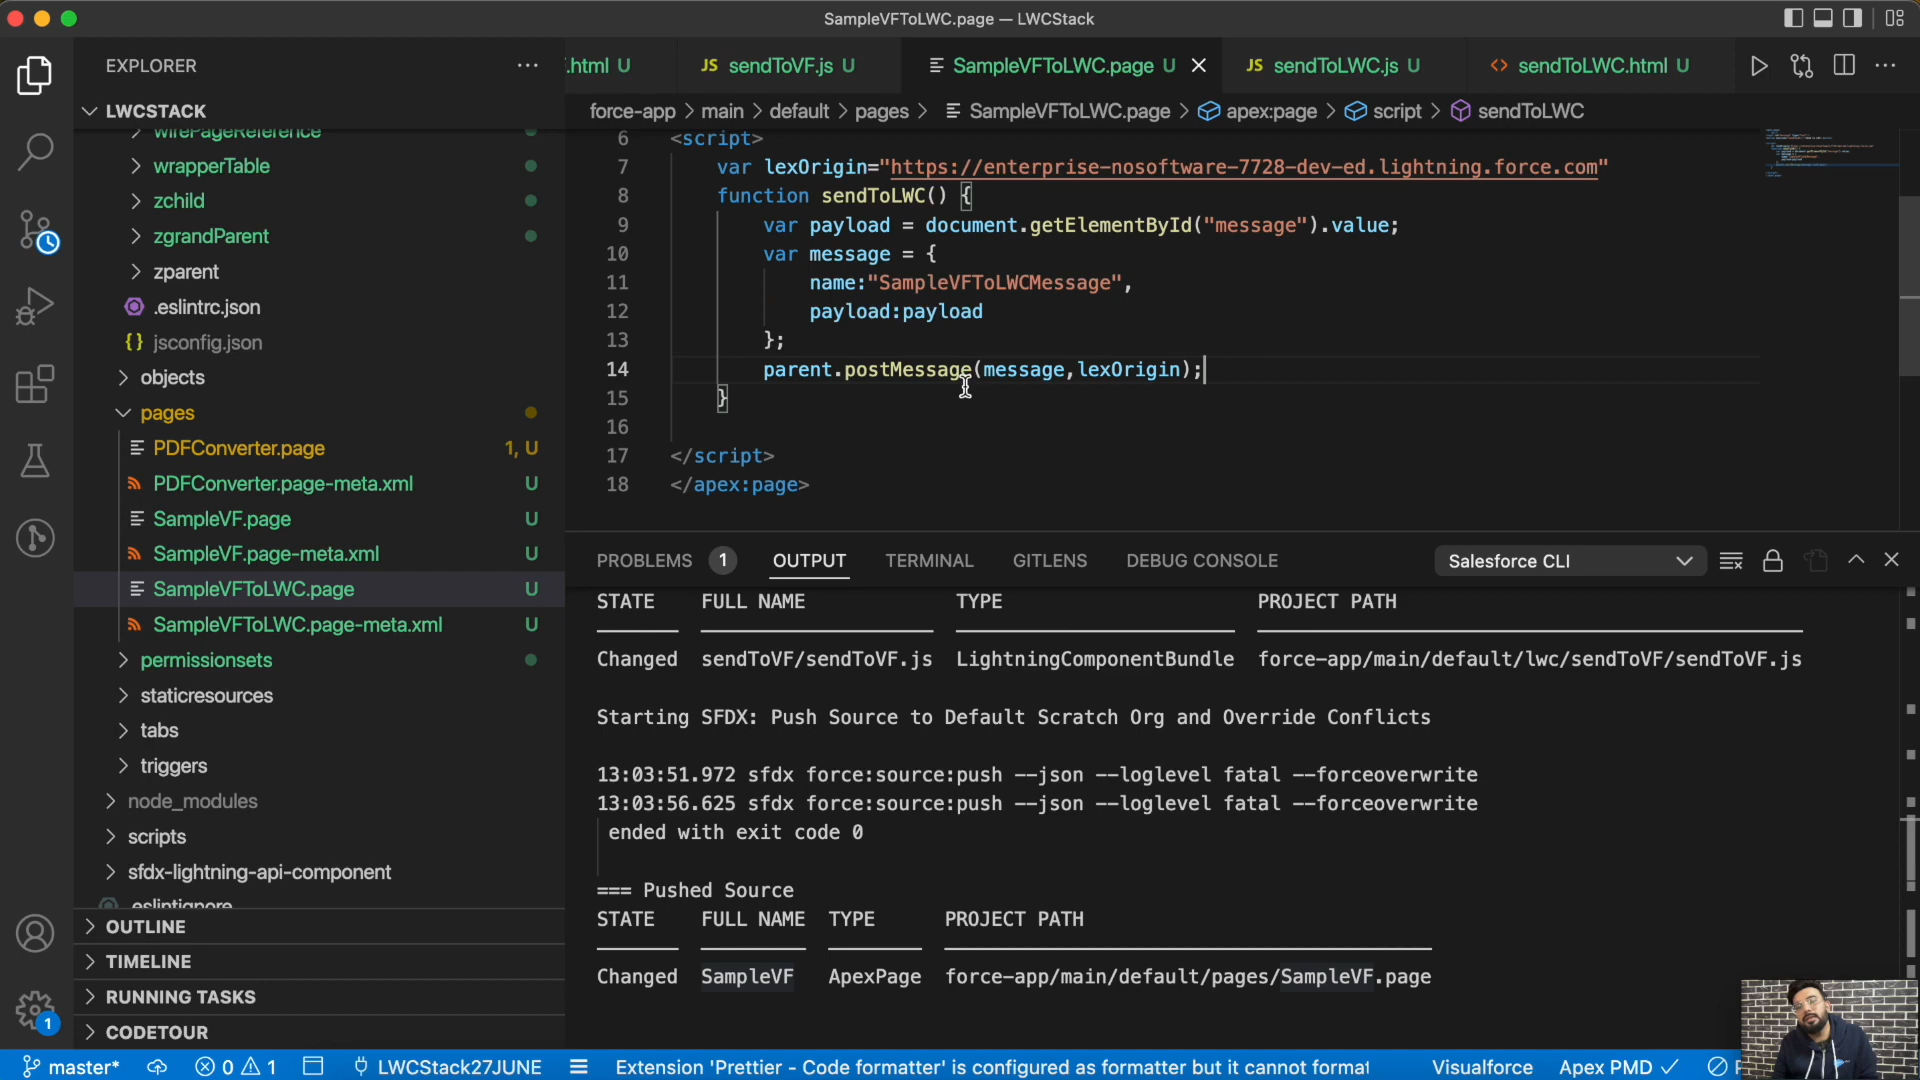 SampleVFToLWC.page — LWCStack
EXPLORER
LWCSTACK
wirePageReference
wrapperTable
zchild
zgrandParent
zparent
.eslintrc.json
{} jsconfig.json
objects
pages
PDFConverter.page 1, U
PDFConverter.page-meta.xml U
SampleVF.page U
SampleVF.page-meta.xml U
SampleVFToLWC.page U
SampleVFToLWC.page-meta.xml U
permissionsets
staticresources
tabs
triggers
node_modules
scripts
sfdx-lightning-api-component
.eslintignore
OUTLINE
TIMELINE
RUNNING TASKS
CODETOUR
1
.html U
JS sendToVF.js U
SampleVFToLWC.page U
JS sendToLWC.js U
<> sendToLWC.html U
force-app > main > default > pages > SampleVFToLWC.page > apex:page > script > sendToLWC
6 <script>
7 var lexOrigin="https://enterprise-nosoftware-7728-dev-ed.lightning.force.com"
8 function sendToLWC() {
9 var payload = document.getElementById("message").value;
10 var message = {
11 name:"SampleVFToLWCMessage",
12 payload:payload
13 };
14 parent.postMessage(message,lexOrigin);
15 }
16
17 </script>
18 </apex:page>
PROBLEMS 1 OUTPUT TERMINAL GITLENS DEBUG CONSOLE Salesforce CLI
STATE FULL NAME TYPE PROJECT PATH
Changed sendToVF/sendToVF.js LightningComponentBundle force-app/main/default/lwc/sendToVF/sendToVF.js
Starting SFDX: Push Source to Default Scratch Org and Override Conflicts
13:03:51.972 sfdx force:source:push --json --loglevel fatal --forceoverwrite
13:03:56.625 sfdx force:source:push --json --loglevel fatal --forceoverwrite
ended with exit code 0
=== Pushed Source
STATE FULL NAME TYPE PROJECT PATH
Changed SampleVF ApexPage force-app/main/default/pages/SampleVF.page
master* 0 1 LWCStack27JUNE Extension 'Prettier - Code formatter' is configured as formatter but it cannot format Visualforce Apex PMD ✓